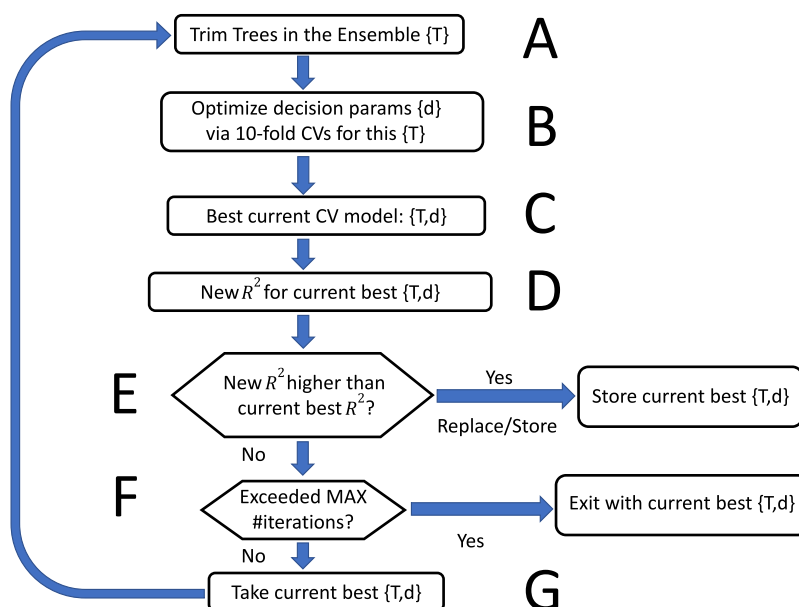 Trim Trees in the Ensemble {T}
A
Optimize decision params {d}
via 10-fold CVs for this {T}
B
Best current CV model: {T,d}
C
New R² for current best {T,d}
D
E
New R² higher than
current best R²?
Yes
Replace/Store
Store current best {T,d}
No
F
Exceeded MAX
#iterations?
Yes
Exit with current best {T,d}
No
Take current best {T,d}
G